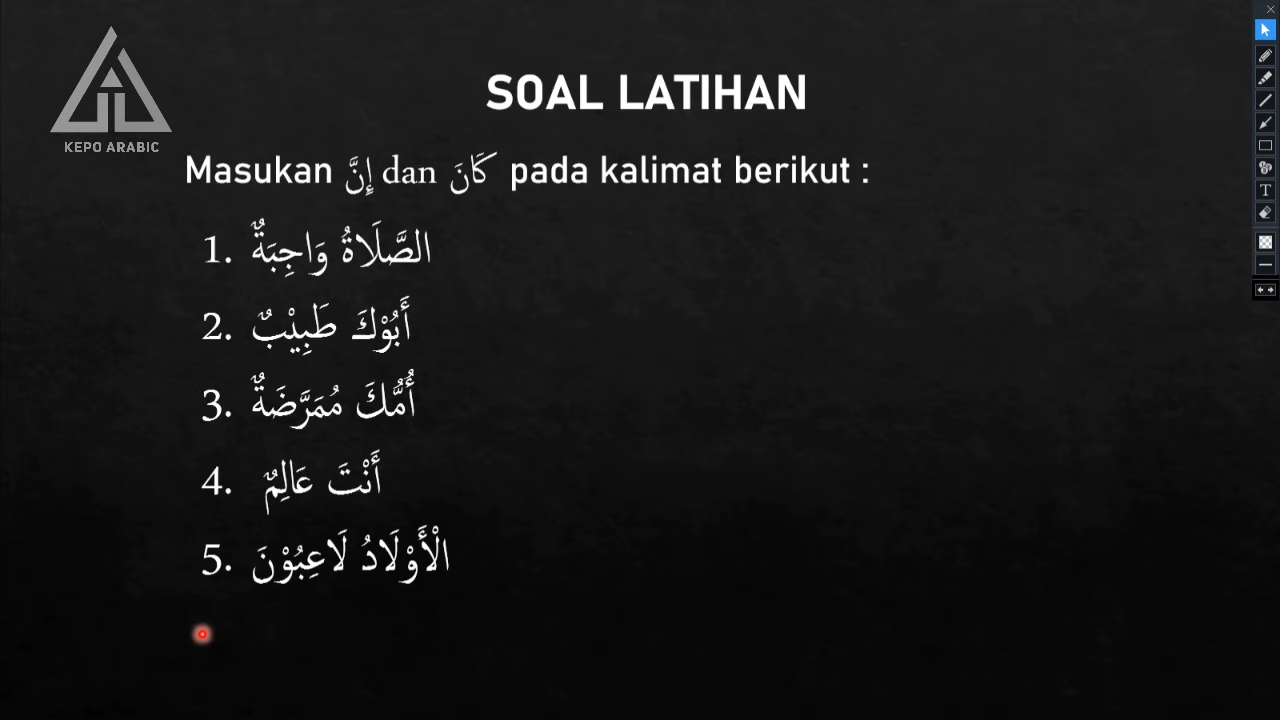 KEPO ARABIC
SOAL LATIHAN
Masukan إِنَّ dan كَانَ pada kalimat berikut :
1. الصَّلَاةُ وَاجِبَةٌ
2. أَبُوْكَ طَبِيْبٌ
3. أُمُّكَ مُمَرَّضَةٌ
4. أَنْتَ عَالِمٌ
5. الْأَوْلَادُ لَاعِبُوْنَ